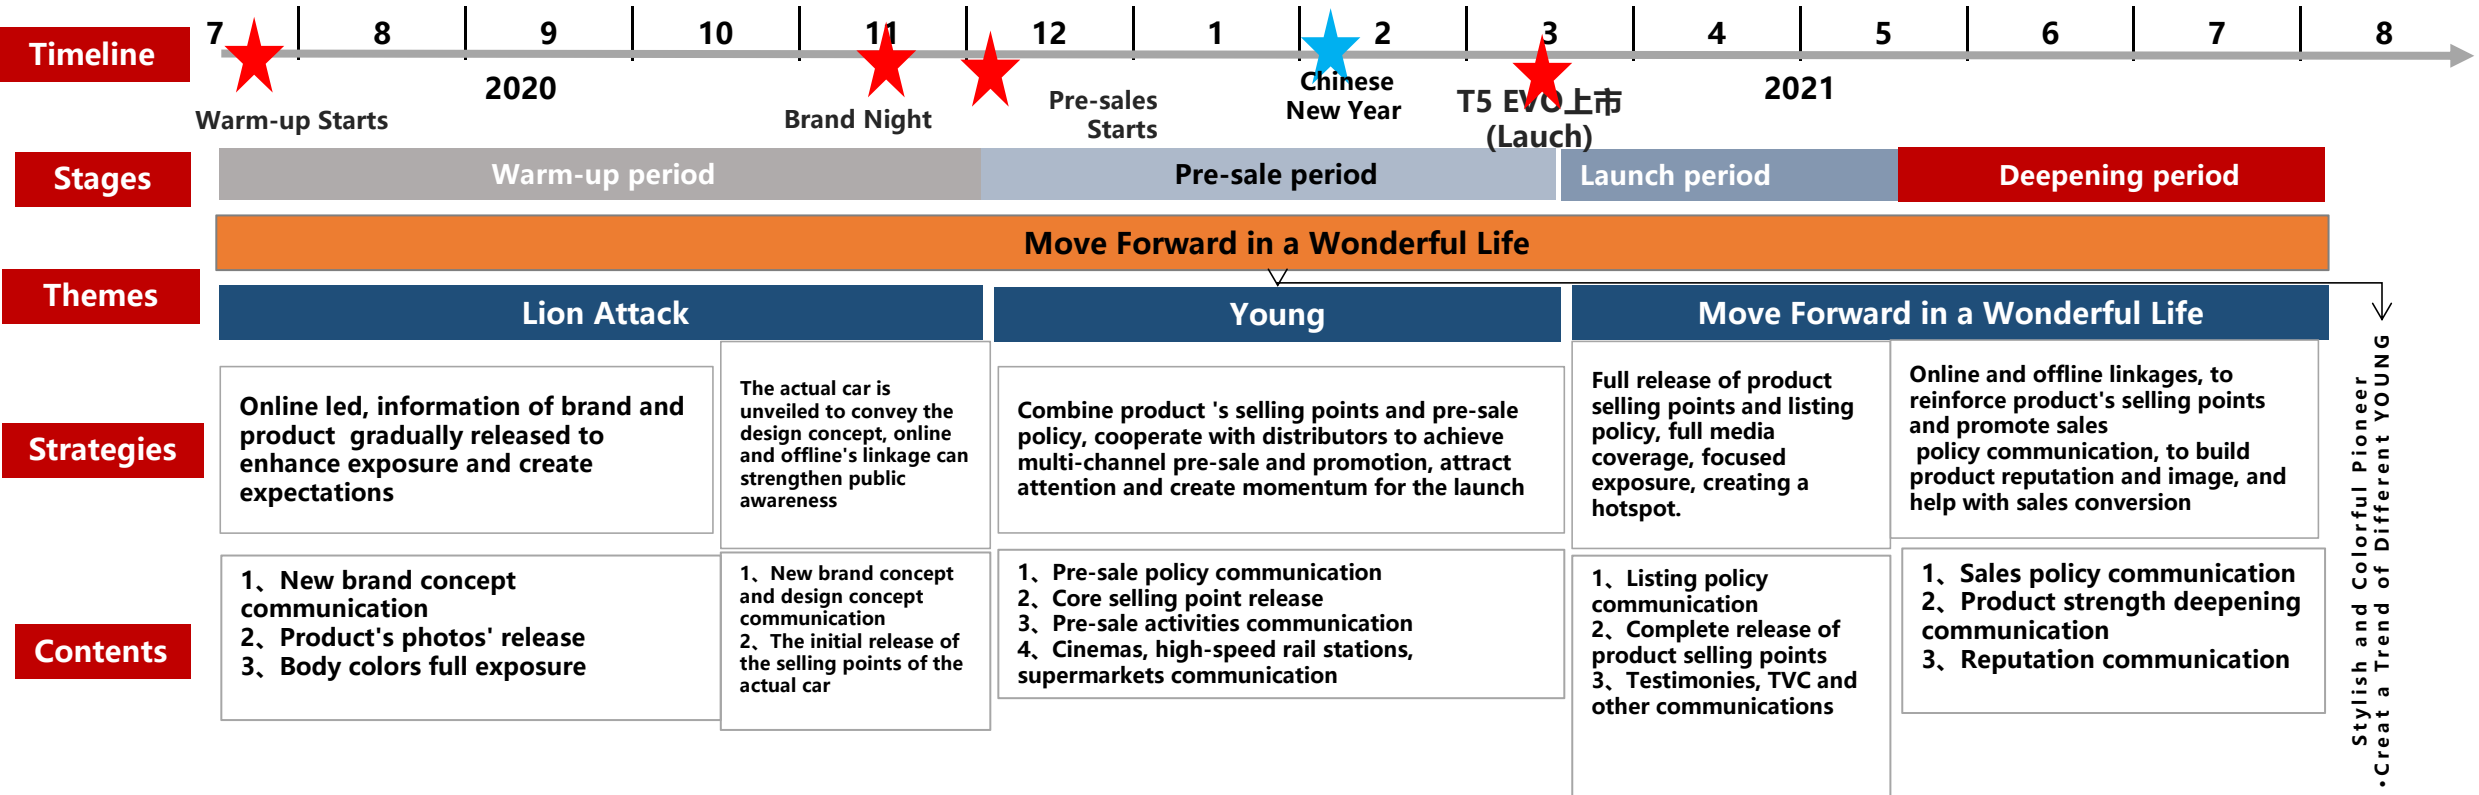 Timeline
7 8 9 10 11 12 1 2 3 4 5 6 7 8
2020
2021
Warm-up Starts
Brand Night
Pre-sales
Starts
Chinese
New Year
T5 EVO上市
(Lauch)
Stages
Warm-up period
Pre-sale period
Launch period
Deepening period
Move Forward in a Wonderful Life
Themes
Lion Attack
Young
Move Forward in a Wonderful Life
Strategies
Online led, information of brand and
product  gradually released to
enhance exposure and create
expectations
The actual car is
unveiled to convey the
design concept, online
and offline's linkage can
strengthen public
awareness
Combine product 's selling points and pre-sale
policy, cooperate with distributors to achieve
multi-channel pre-sale and promotion, attract
attention and create momentum for the launch
Full release of product
selling points and listing
policy, full media
coverage, focused
exposure, creating a
hotspot.
Online and offline linkages, to
reinforce product's selling points
and promote sales
policy communication, to build
product reputation and image, and
help with sales conversion
Contents
1、New brand concept
communication
2、Product's photos' release
3、Body colors full exposure
1、New brand concept
and design concept
communication
2、The initial release of
the selling points of the
actual car
1、Pre-sale policy communication
2、Core selling point release
3、Pre-sale activities communication
4、Cinemas, high-speed rail stations,
supermarkets communication
1、Listing policy
communication
2、Complete release of
product selling points
3、Testimonies, TVC and
other communications
1、Sales policy communication
2、Product strength deepening
communication
3、Reputation communication
Stylish and Colorful Pioneer
•Creat a Trend of Different YOUNG